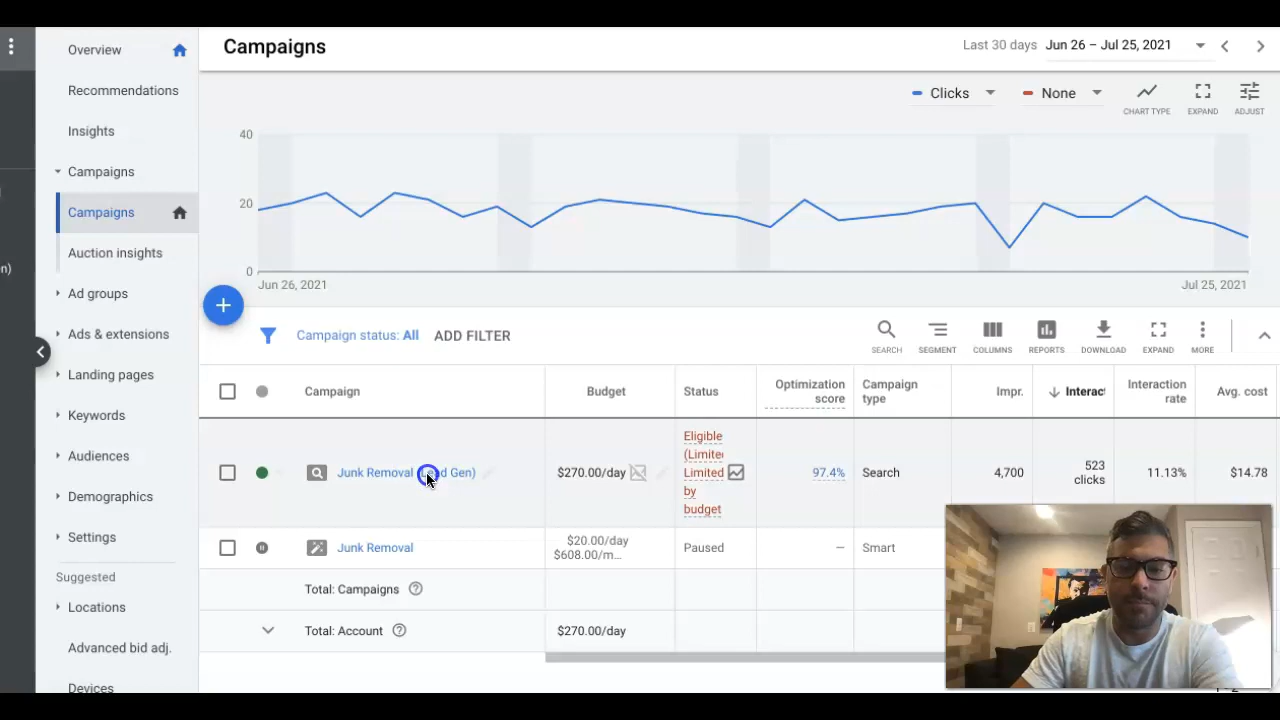 Overview
Recommendations
Insights
Campaigns
Campaigns
Auction insights
Ad groups
Ads & extensions
Landing pages
Keywords
Audiences
Demographics
Settings
Suggested
Locations
Advanced bid adj.
Devices
n)
Campaigns
Last 30 days Jun 26 – Jul 25, 2021
Clicks None
CHART TYPE EXPAND ADJUST
40
20
0
Jun 26, 2021 Jul 25, 2021
Campaign status: All ADD FILTER
SEARCH SEGMENT COLUMNS REPORTS DOWNLOAD EXPAND MORE
Campaign Budget Status Optimization score Campaign type Impr. Interac Interaction rate Avg. cost
Junk Removal (Lead Gen) $270.00/day Eligible (Limite Limited by budget 97.4% Search 4,700 523 clicks 11.13% $14.78
Junk Removal $20.00/day $608.00/m... Paused — Smart
Total: Campaigns
Total: Account $270.00/day